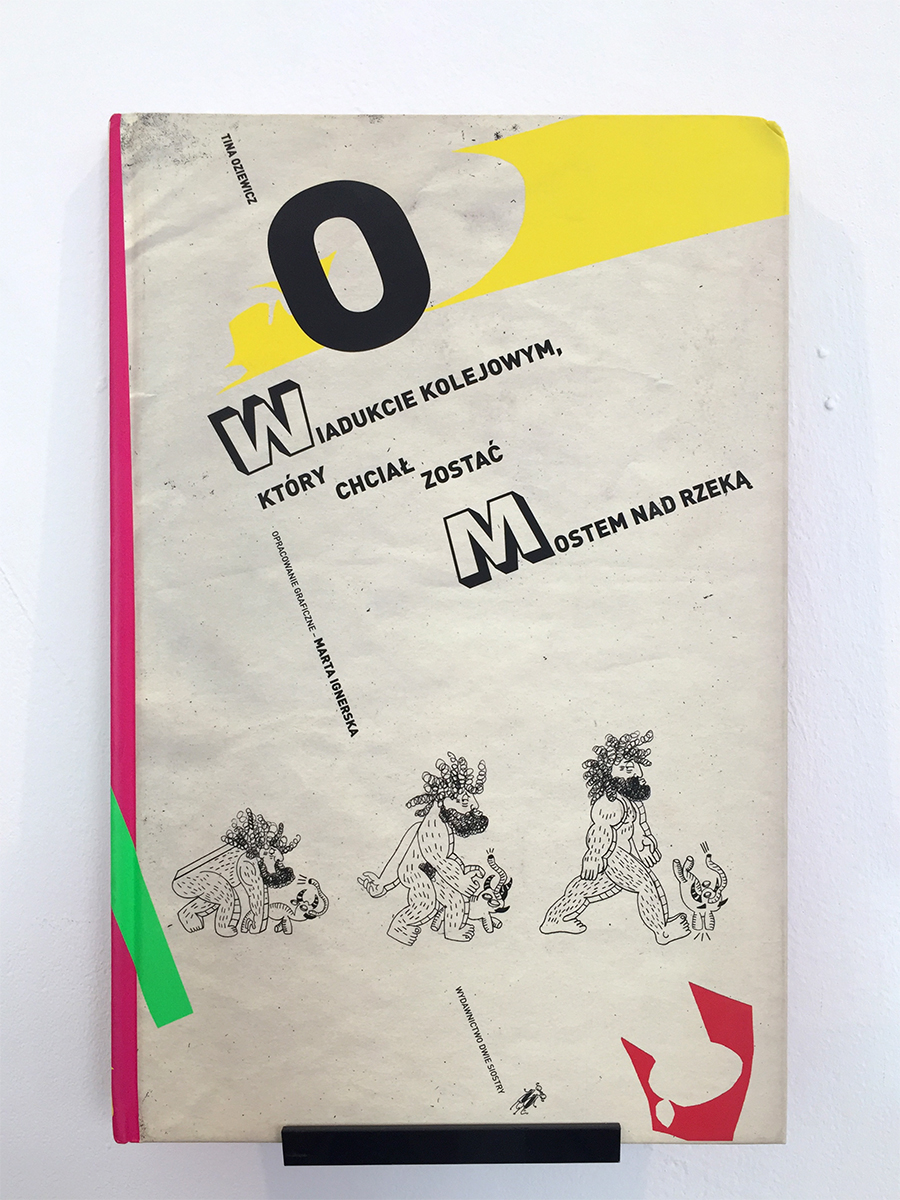 TINA OZIEWICZ
O
WIADUKCIE KOLEJOWYM,
KTÓRY CHCIAŁ ZOSTAĆ
MOSTEM NAD RZEKĄ
OPRACOWANIE GRAFICZNE – MARTA IGNERSKA
WYDAWNICTWO DWIE SIOSTRY